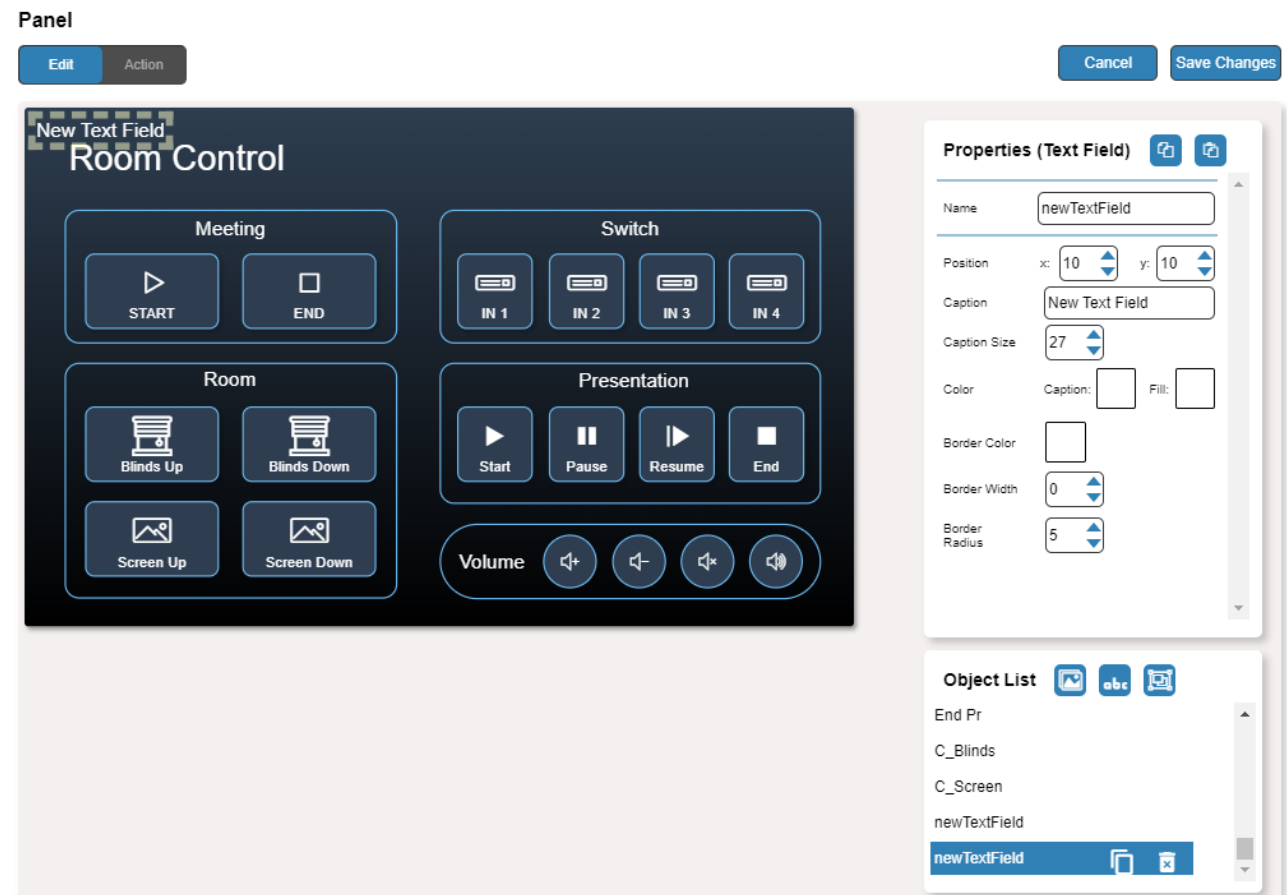 Panel
Edit Action Cancel Save Changes
New Text Field
Room Control
Meeting
START END
Switch
IN 1 IN 2 IN 3 IN 4
Room
Blinds Up Blinds Down
Screen Up Screen Down
Presentation
Start Pause Resume End
Volume
Properties (Text Field)
Name newTextField
Position x: 10 y: 10
Caption New Text Field
Caption Size 27
Color Caption: Fill:
Border Color
Border Width 0
Border
Radius 5
Object List abc
End Pr
C_Blinds
C_Screen
newTextField
newTextField